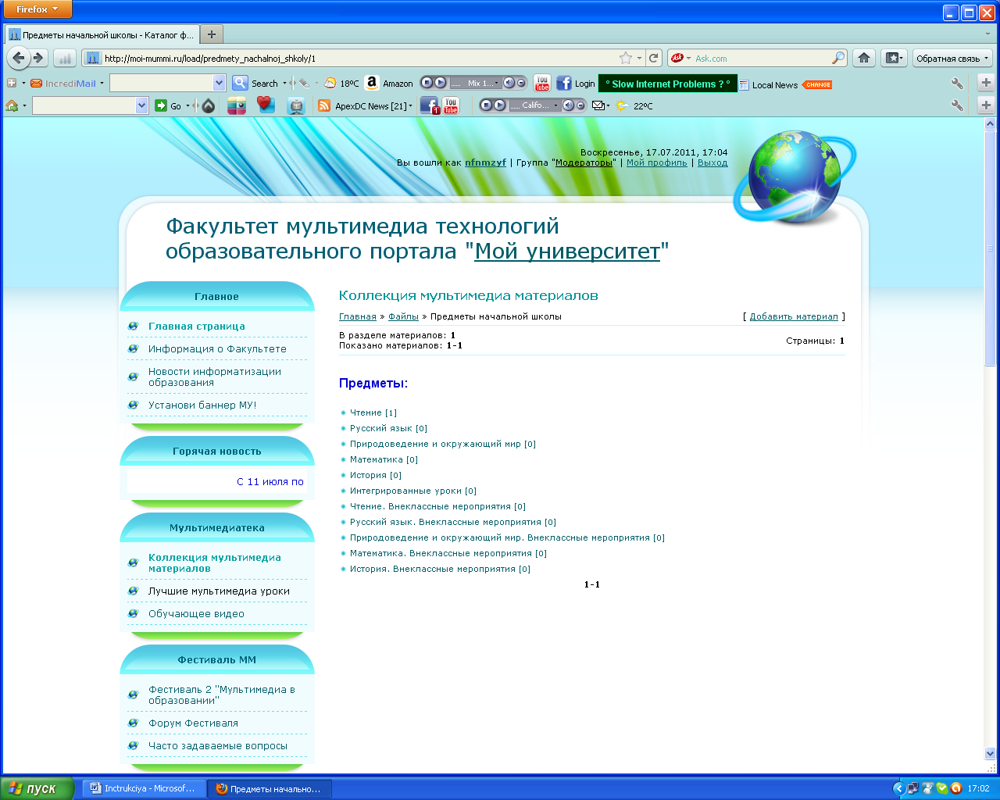 Firefox
Предметы начальной школы - Каталог ф...
http://moi-mummi.ru/load/predmety_nachalnoj_shkoly/1
Ask
Ask.com
Обратная связь
IncrediMail
Search
18ºC
a
Amazon
Mix 1...
You Tube
Login
° Slow Internet Problems ? °
Local News
CHANGE
Go
ApexDC News [21]
1
You Tube
Califo...
22ºC
Воскресенье, 17.07.2011, 17:04
Вы вошли как nfnmzyf | Группа "Модераторы" | Мой профиль | Выход
Факультет мультимедиа технологий
образовательного портала "Мой университет"
Главное
Главная страница
Информация о Факультете
Новости информатизации
образования
Установи баннер МУ!
Горячая новость
С 11 июля по
Мультимедиатека
Коллекция мультимедиа
материалов
Лучшие мультимедиа уроки
Обучающее видео
Фестиваль ММ
Фестиваль 2 "Мультимедиа в
образовании"
Форум Фестиваля
Часто задаваемые вопросы
Коллекция мультимедиа материалов
Главная » Файлы » Предметы начальной школы
[ Добавить материал ]
В разделе материалов: 1
Показано материалов: 1-1
Страницы: 1
Предметы:
Чтение [1]
Русский язык [0]
Природоведение и окружающий мир [0]
Математика [0]
История [0]
Интегрированные уроки [0]
Чтение. Внеклассные мероприятия [0]
Русский язык. Внеклассные мероприятия [0]
Природоведение и окружающий мир. Внеклассные мероприятия [0]
Математика. Внеклассные мероприятия [0]
История. Внеклассные мероприятия [0]
1-1
пуск
Inctrukciya - Microsof...
Предметы начально...
17:02